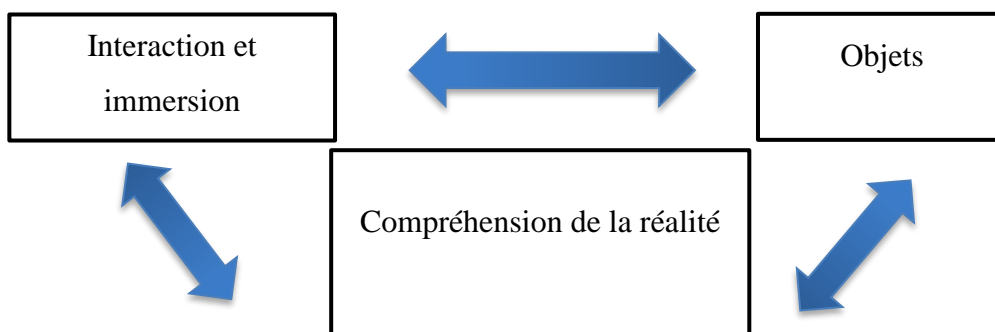 Interaction et
immersion
Objets
Compréhension de la réalité